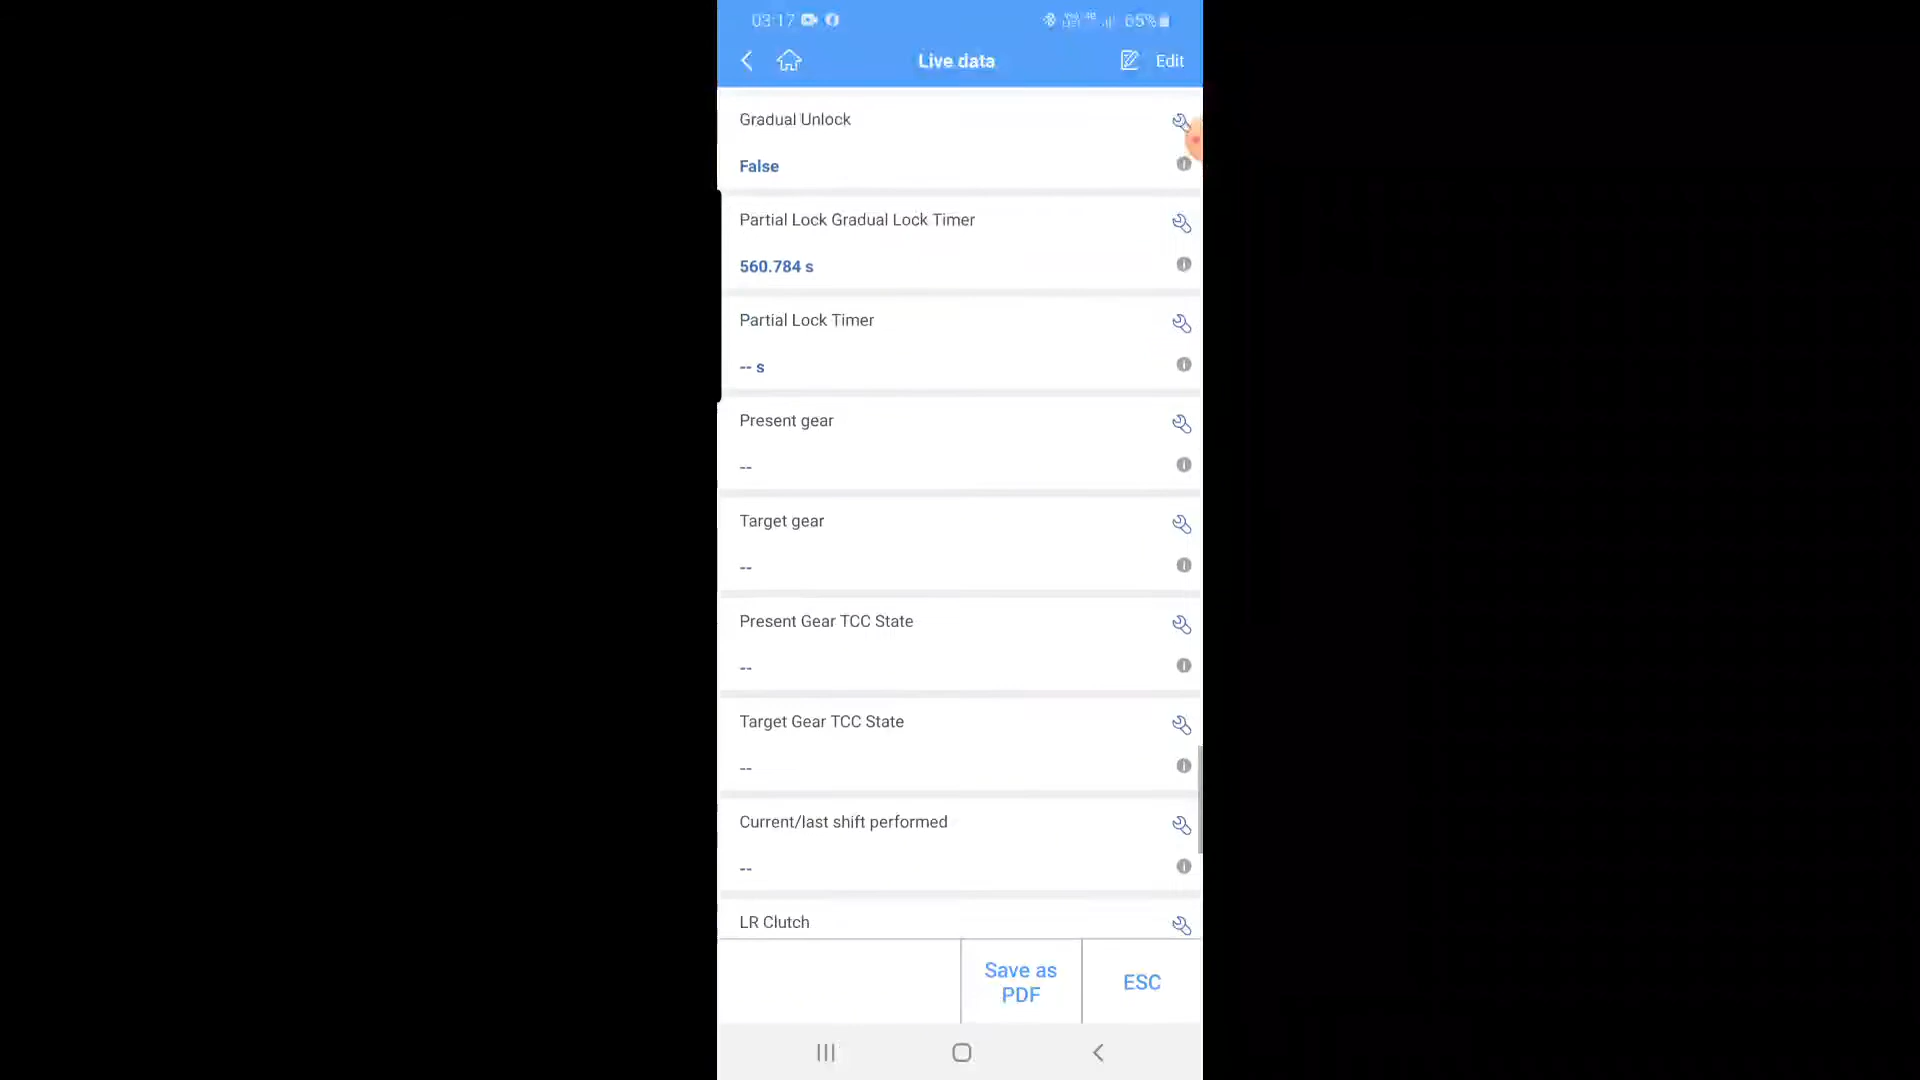 03:17 65%
Live data Edit
Gradual Unlock
False
Partial Lock Gradual Lock Timer
560.784 s
Partial Lock Timer
-- s
Present gear
--
Target gear
--
Present Gear TCC State
--
Target Gear TCC State
--
Current/last shift performed
--
LR Clutch
Save as
PDF
ESC